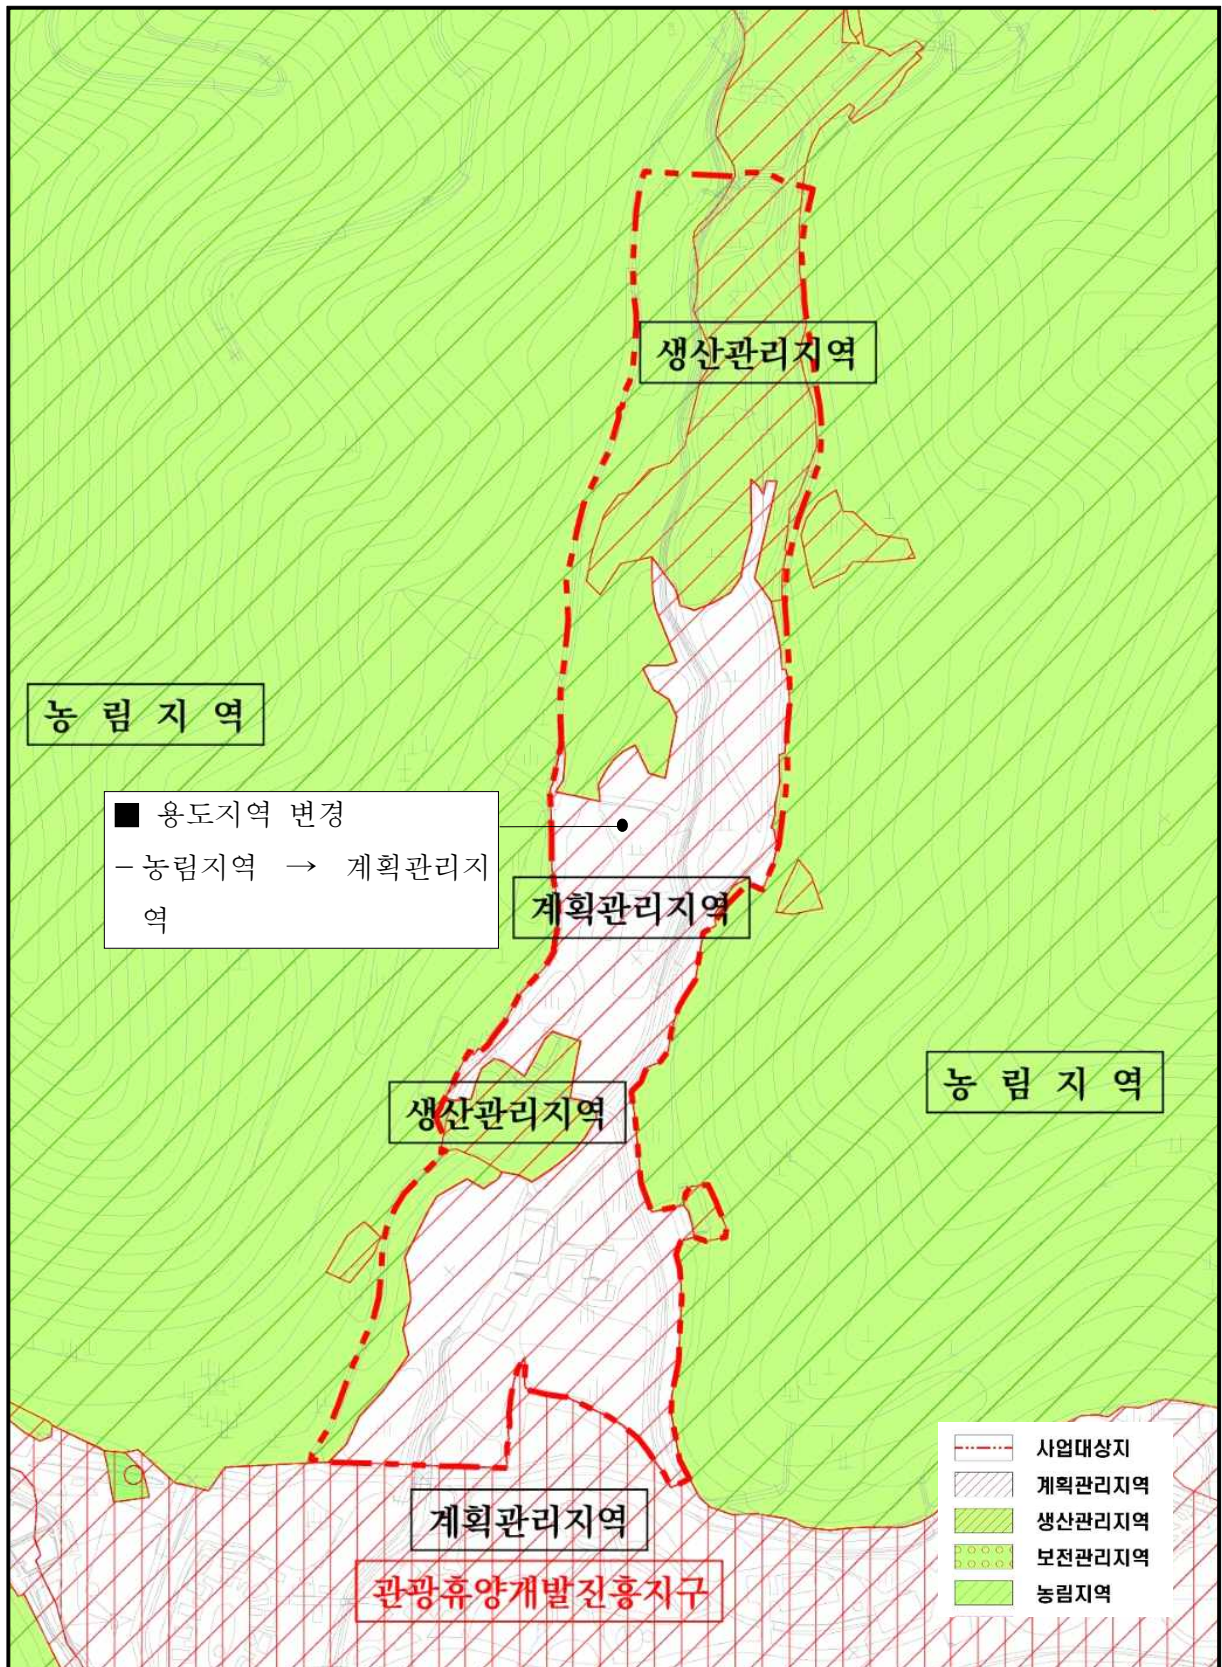 생산관리지역
농 림 지 역
■ 용도지역 변경
– 농림지역 → 계획관리지
역
계획관리지역
농 림 지 역
생산관리지역
계획관리지역
관광휴양개발진흥지구
사업대상지
계획관리지역
생산관리지역
보전관리지역
농림지역